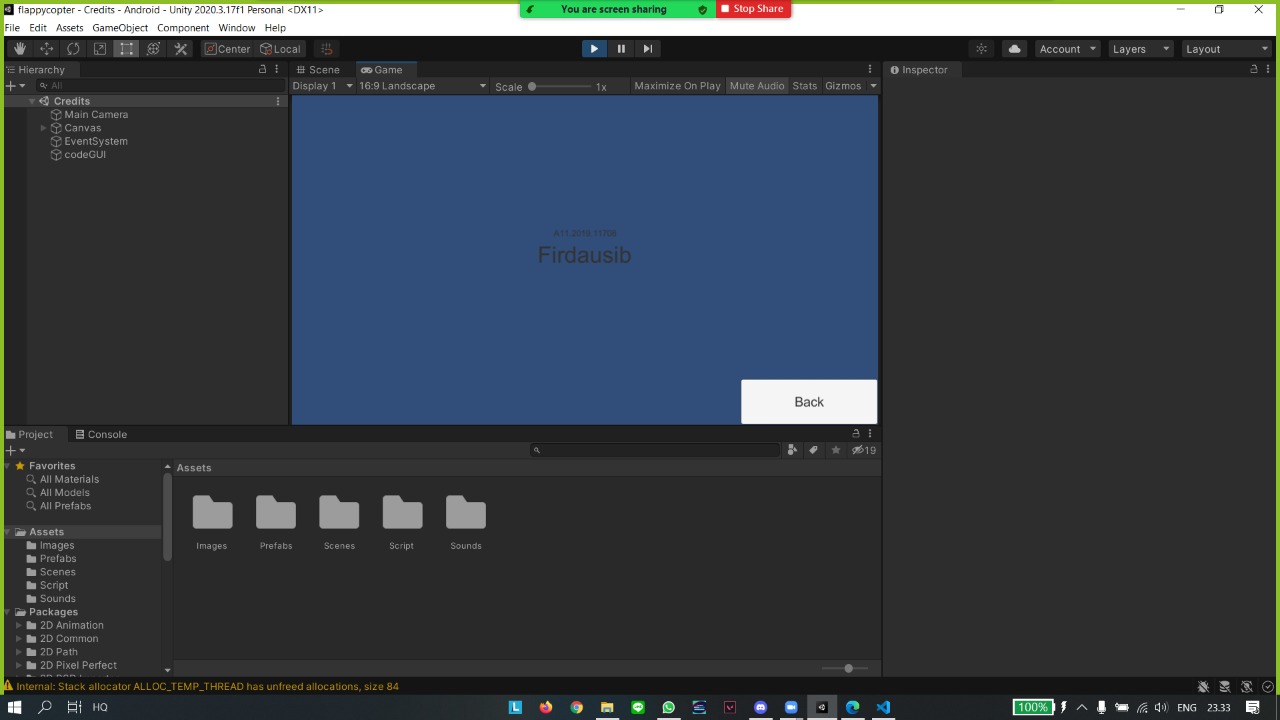 flappycopter - Credits - Android - Unity 2020.3.17f1 Personal <DX11>
You are screen sharing
Stop Share
File Edit Assets GameObject Component Window Help
Center Local
Account Layers Layout
Hierarchy
Scene Game
Inspector
All
Display 1 16:9 Landscape Scale 1x Maximize On Play Mute Audio Stats Gizmos
Credits
Main Camera
Canvas
EventSystem
codeGUI
A11.2019.11706
Firdausib
Back
Project Console
19
Favorites
All Materials
All Models
All Prefabs
Assets
Images
Prefabs
Scenes
Script
Sounds
Packages
2D Animation
2D Common
2D Path
2D Pixel Perfect
Assets
Images Prefabs Scenes Script Sounds
Internal: Stack allocator ALLOC_TEMP_THREAD has unfreed allocations, size 84
HQ
100%
ENG 23.33